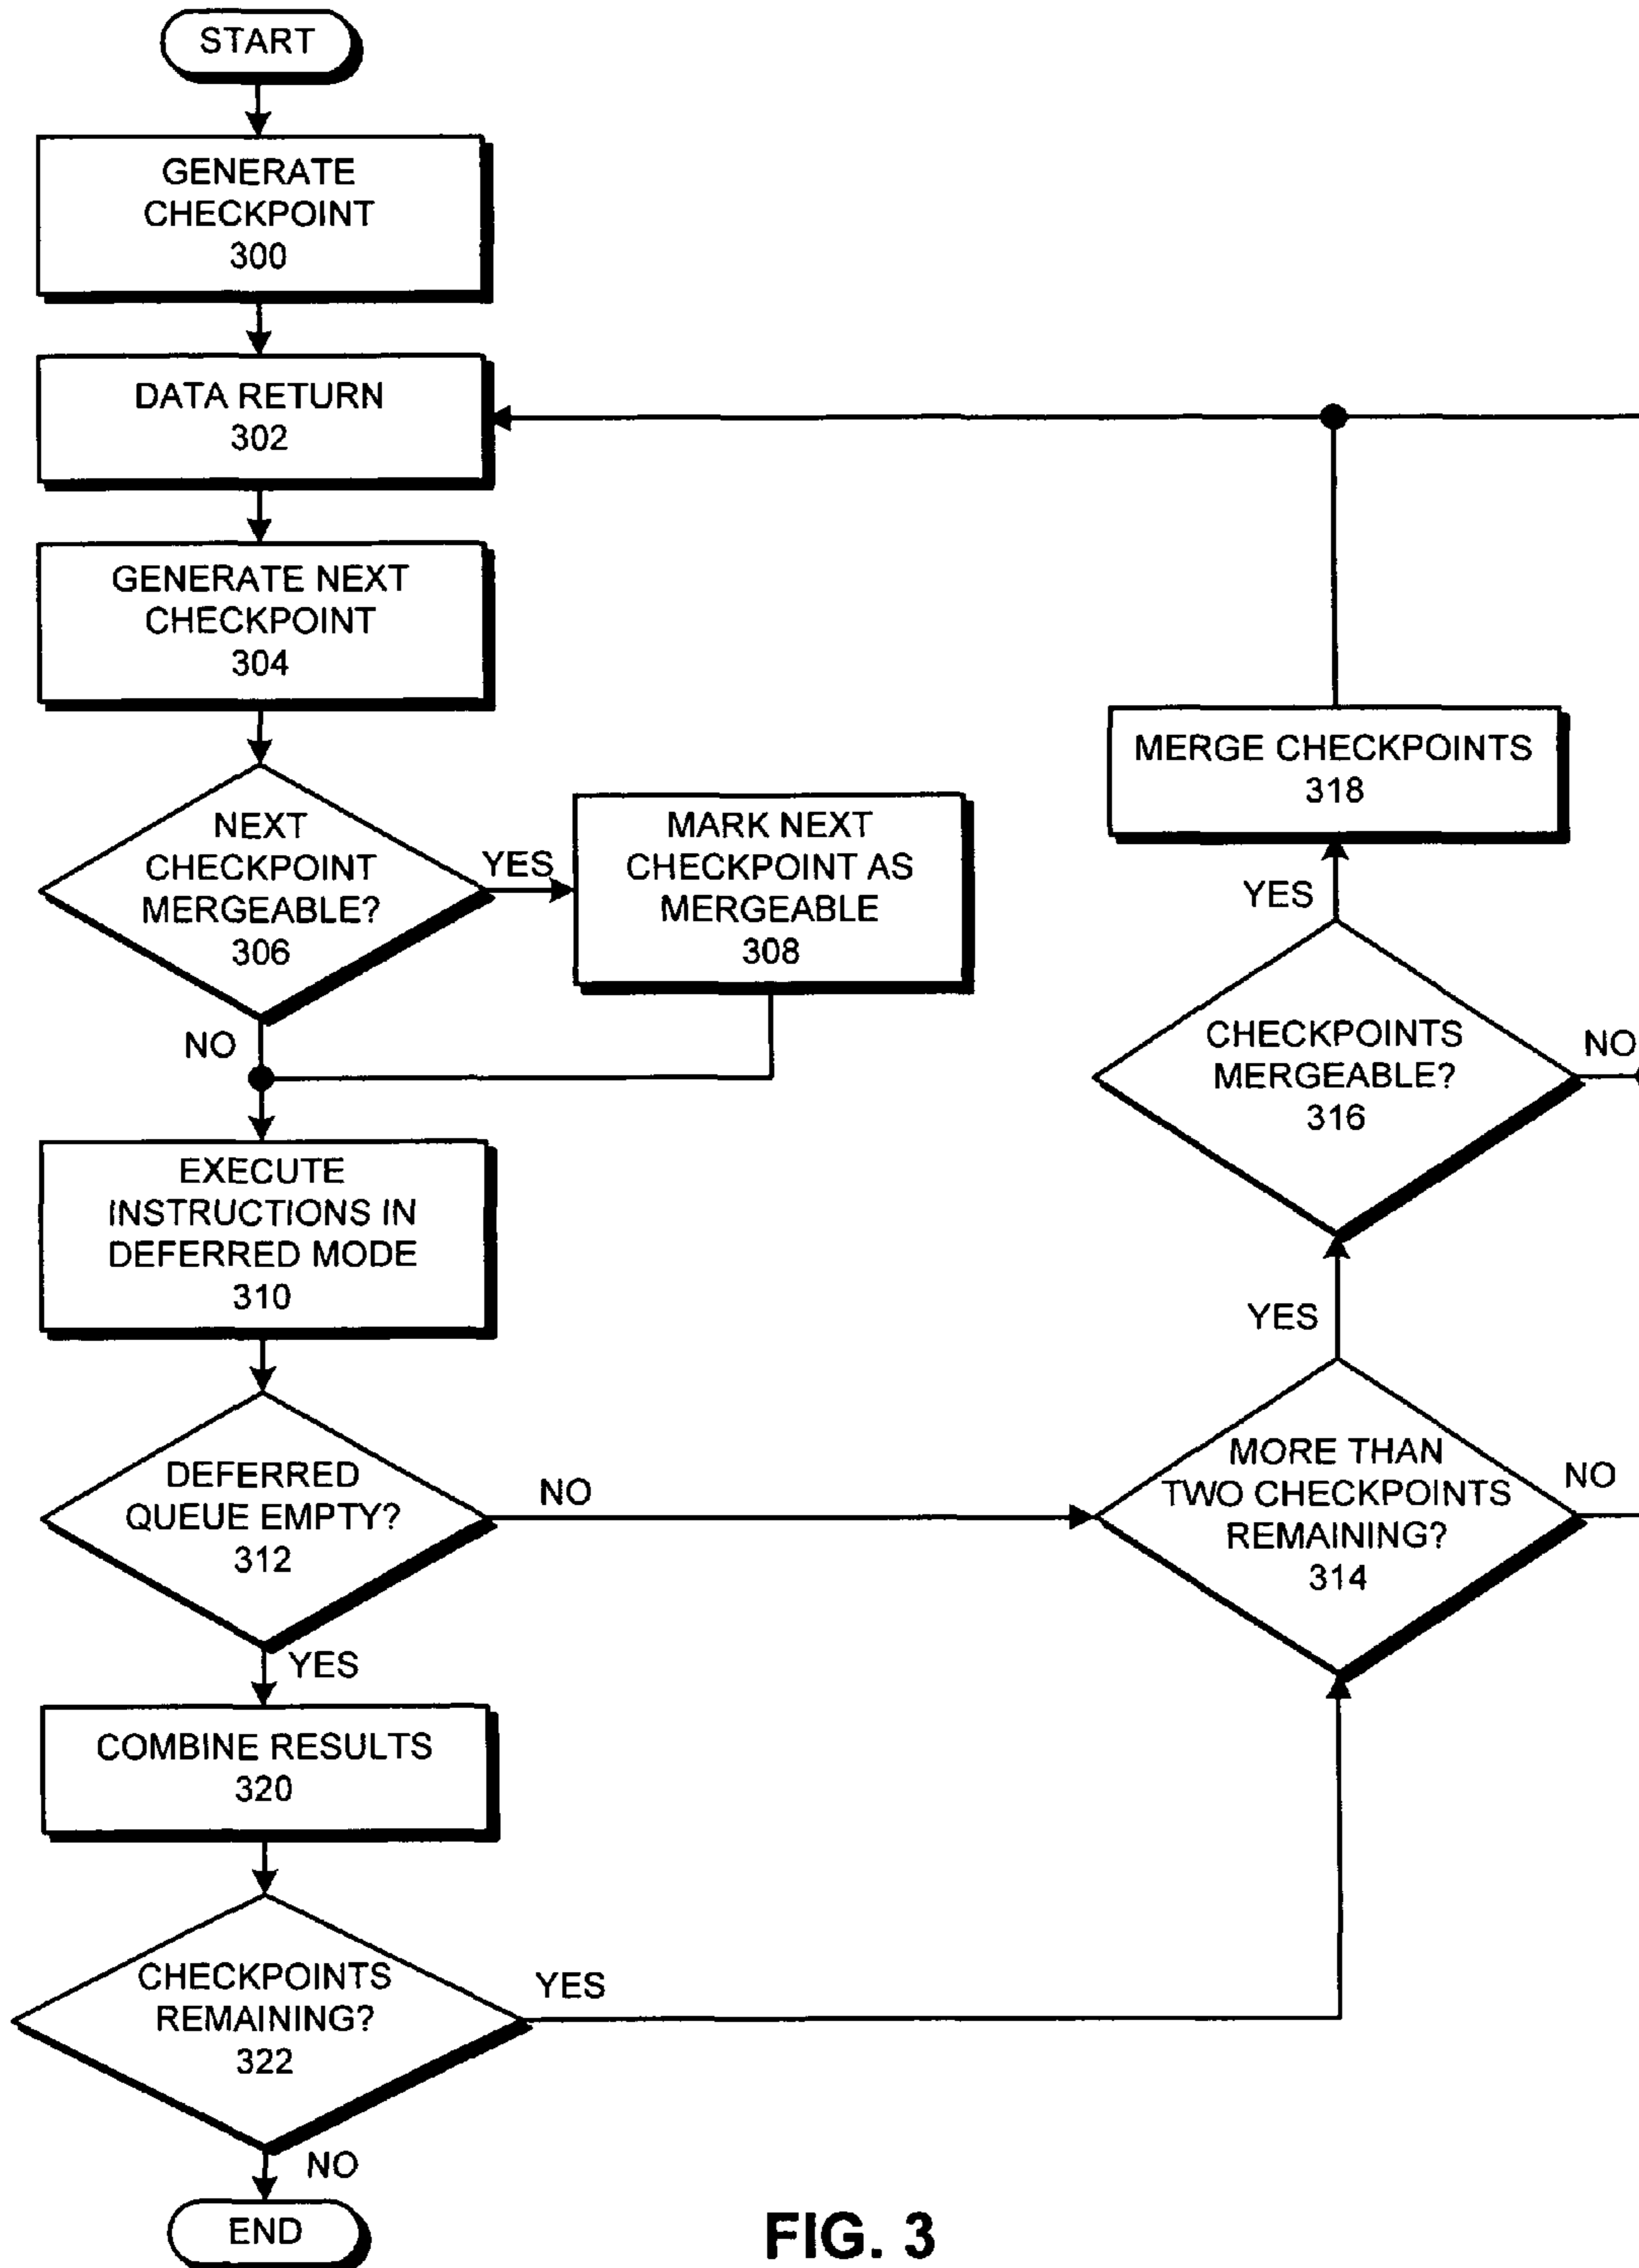 START
GENERATE
CHECKPOINT
300
DATA RETURN
302
GENERATE NEXT
CHECKPOINT
304
NEXT
CHECKPOINT
MERGEABLE?
306
YES
MARK NEXT
CHECKPOINT AS
MERGEABLE
308
NO
EXECUTE
INSTRUCTIONS IN
DEFERRED MODE
310
DEFERRED
QUEUE EMPTY?
312
NO
YES
COMBINE RESULTS
320
CHECKPOINTS
REMAINING?
322
YES
NO
END
MERGE CHECKPOINTS
318
YES
CHECKPOINTS
MERGEABLE?
316
NO
YES
MORE THAN
TWO CHECKPOINTS
REMAINING?
314
NO
FIG. 3